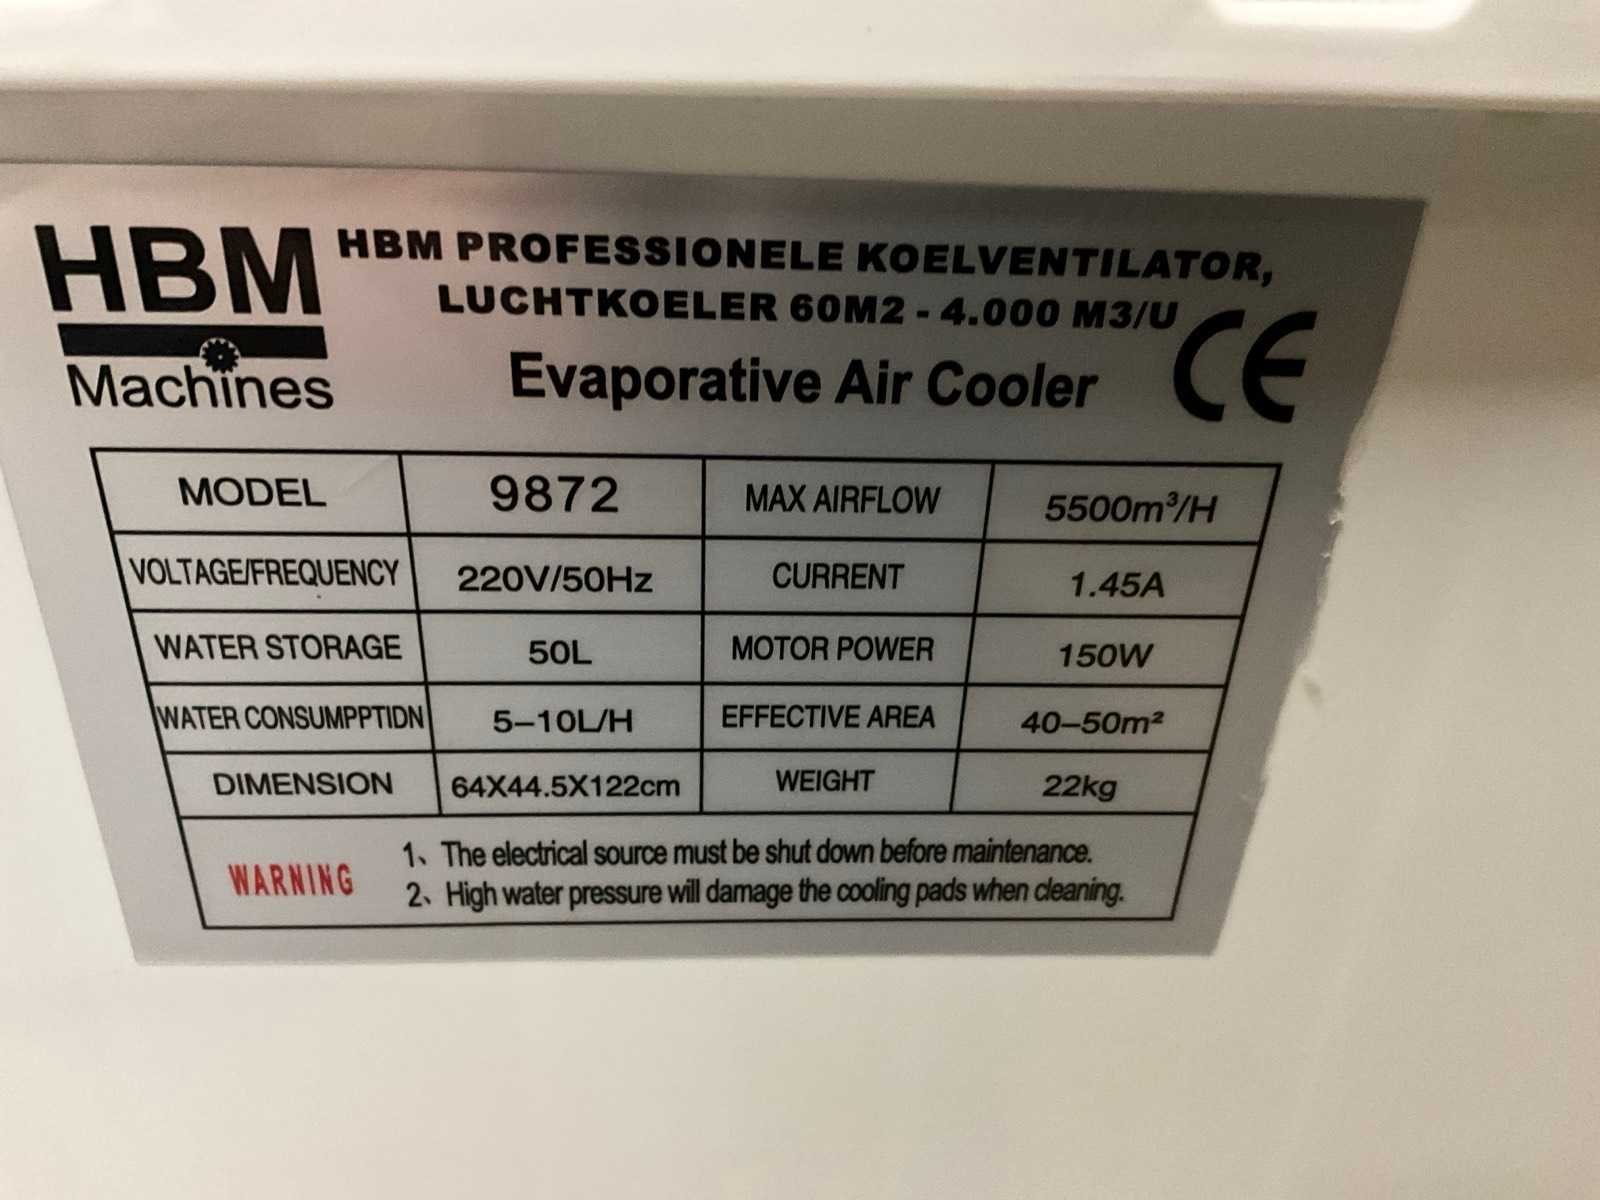 HBM
Machines
HBM PROFESSIONELE KOELVENTILATOR,
LUCHTKOELER 60M2 - 4.000 M3/U
Evaporative Air Cooler
CE
MODEL 9872 MAX AIRFLOW 5500m³/H
VOLTAGE/FREQUENCY 220V/50Hz CURRENT 1.45A
WATER STORAGE 50L MOTOR POWER 150W
WATER CONSUMPPTIDN 5–10L/H EFFECTIVE AREA 40–50m²
DIMENSION 64X44.5X122cm WEIGHT 22kg
WARNING
1、The electrical source must be shut down before maintenance.
2、High water pressure will damage the cooling pads when cleaning.